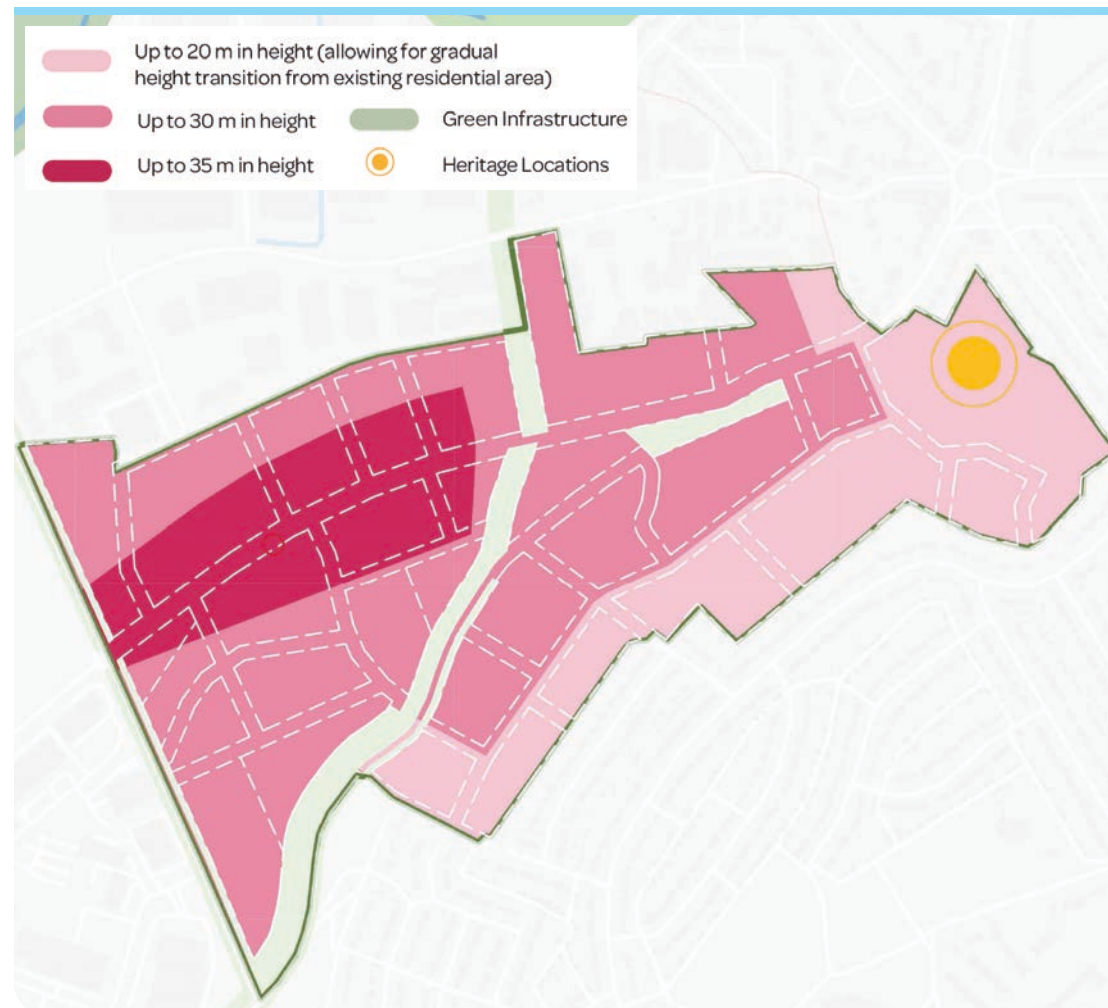 Up to 20 m in height (allowing for gradual
height transition from existing residential area)
Up to 30 m in height
Green Infrastructure
Up to 35 m in height
Heritage Locations